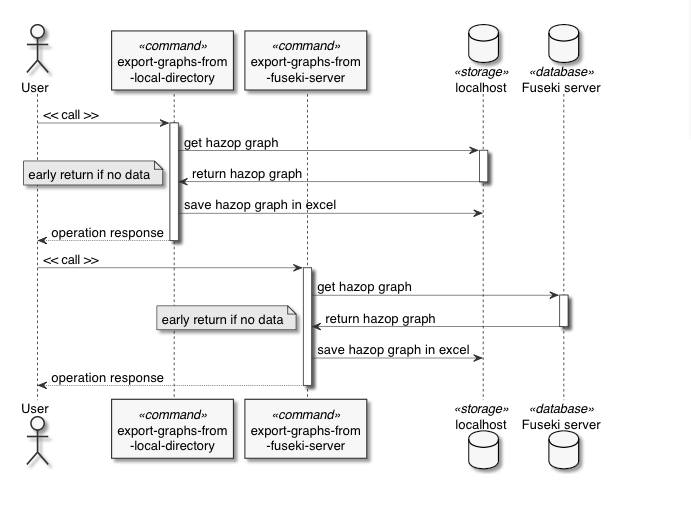 User
«command»
export-graphs-from
-local-directory
«command»
export-graphs-from
-fuseki-server
«storage»
localhost
«database»
Fuseki server
<< call >>
get hazop graph
early return if no data
return hazop graph
save hazop graph in excel
operation response
<< call >>
get hazop graph
early return if no data
return hazop graph
save hazop graph in excel
operation response
User
«command»
export-graphs-from
-local-directory
«command»
export-graphs-from
-fuseki-server
«storage»
localhost
«database»
Fuseki server